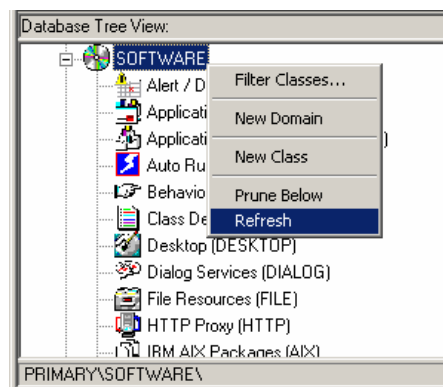 Database Tree View:
SOFTWARE
Alert / D
Filter Classes...
Applicati
New Domain
Applicati )
New Class
Auto Ru
Behavio
Prune Below
Class De
Refresh
Desktop (DESKTOP)
Dialog Services (DIALOG)
File Resources (FILE)
HTTP Proxy (HTTP)
IBM AIX Packages (AIX)
PRIMARY\SOFTWARE\